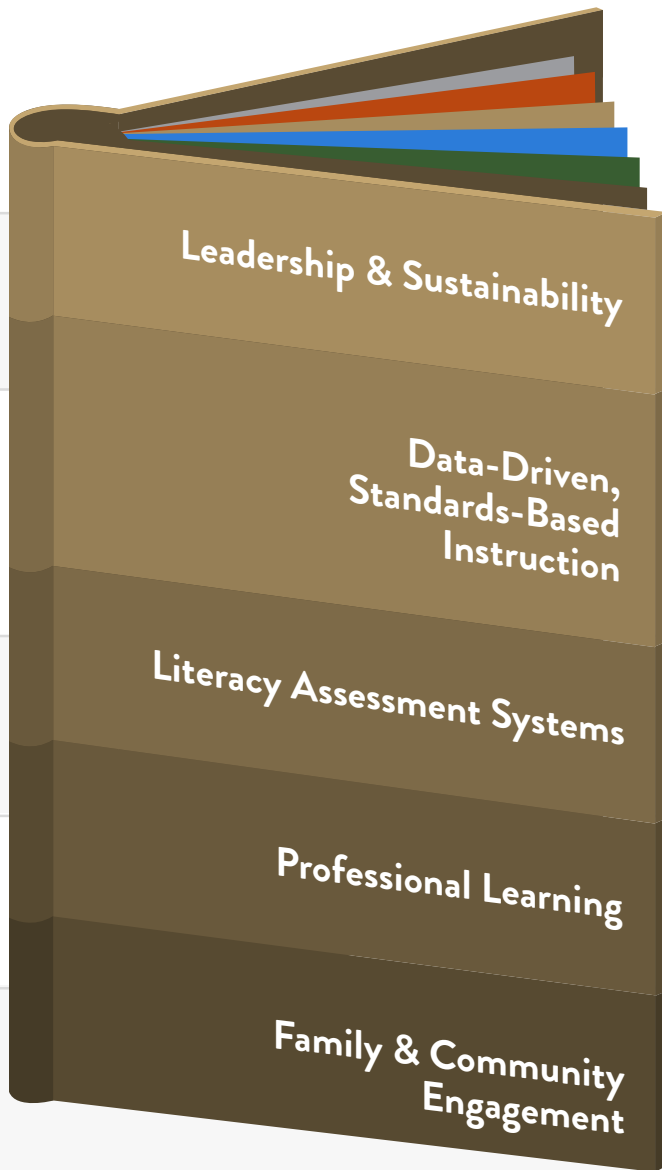 Leadership & Sustainability
Data-Driven,
Standards-Based
Instruction
Literacy Assessment Systems
Professional Learning
Family & Community
Engagement